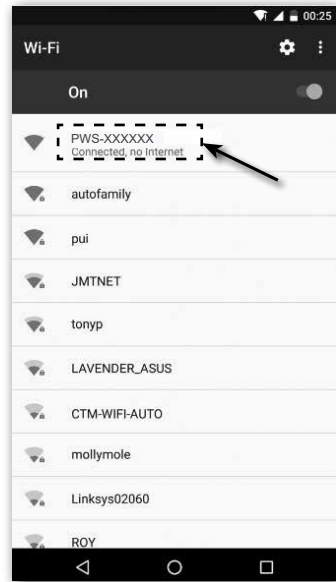 00:25
Wi-Fi
On
PWS-XXXXXX
Connected, no Internet
autofamily
pui
JMTNET
tonyp
LAVENDER_ASUS
CTM-WIFI-AUTO
mollymole
Linksys02060
ROY